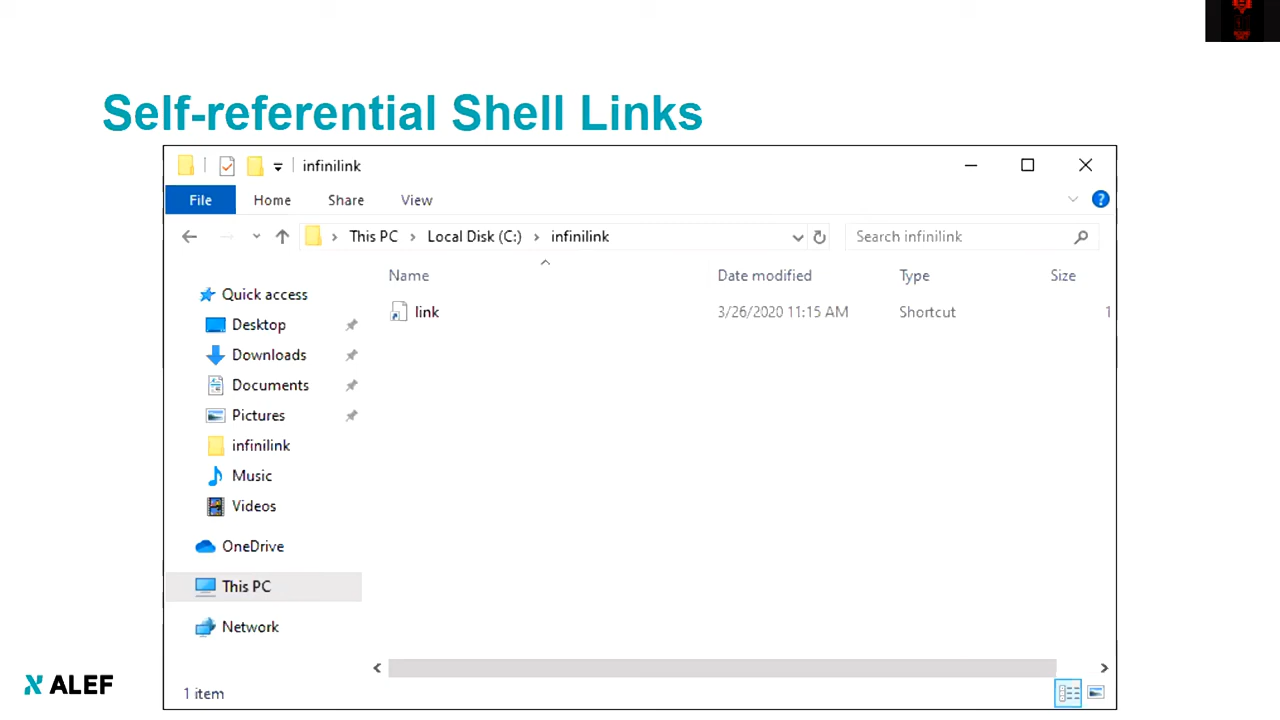 Self-referential Shell Links
infinilink
File Home Share View
This PC Local Disk (C:) infinilink Search infinilink
Name Date modified Type Size
link 3/26/2020 11:15 AM Shortcut 1
Quick access
Desktop
Downloads
Documents
Pictures
infinilink
Music
Videos
OneDrive
This PC
Network
1 item
ALEF